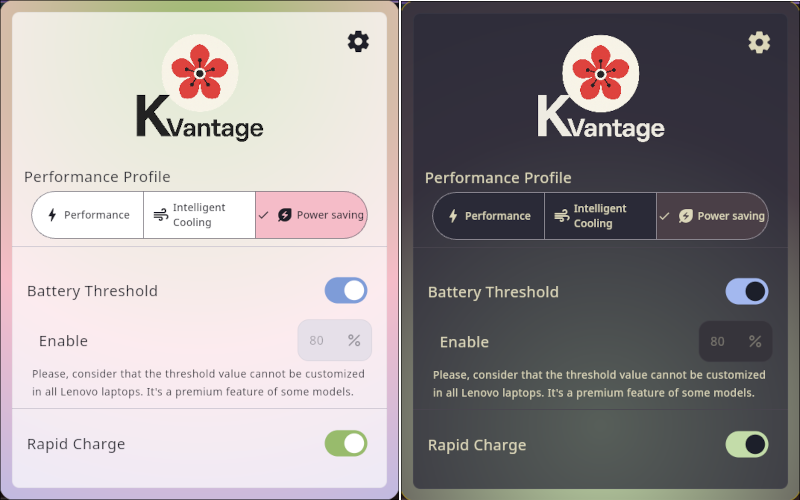 KVantage
Performance Profile
Performance
Intelligent
Cooling
Power saving
Battery Threshold
Enable
80 %
Please, consider that the threshold value cannot be customized
in all Lenovo laptops. It's a premium feature of some models.
Rapid Charge
KVantage
Performance Profile
Performance
Intelligent
Cooling
Power saving
Battery Threshold
Enable
80 %
Please, consider that the threshold value cannot be customized
in all Lenovo laptops. It's a premium feature of some models.
Rapid Charge